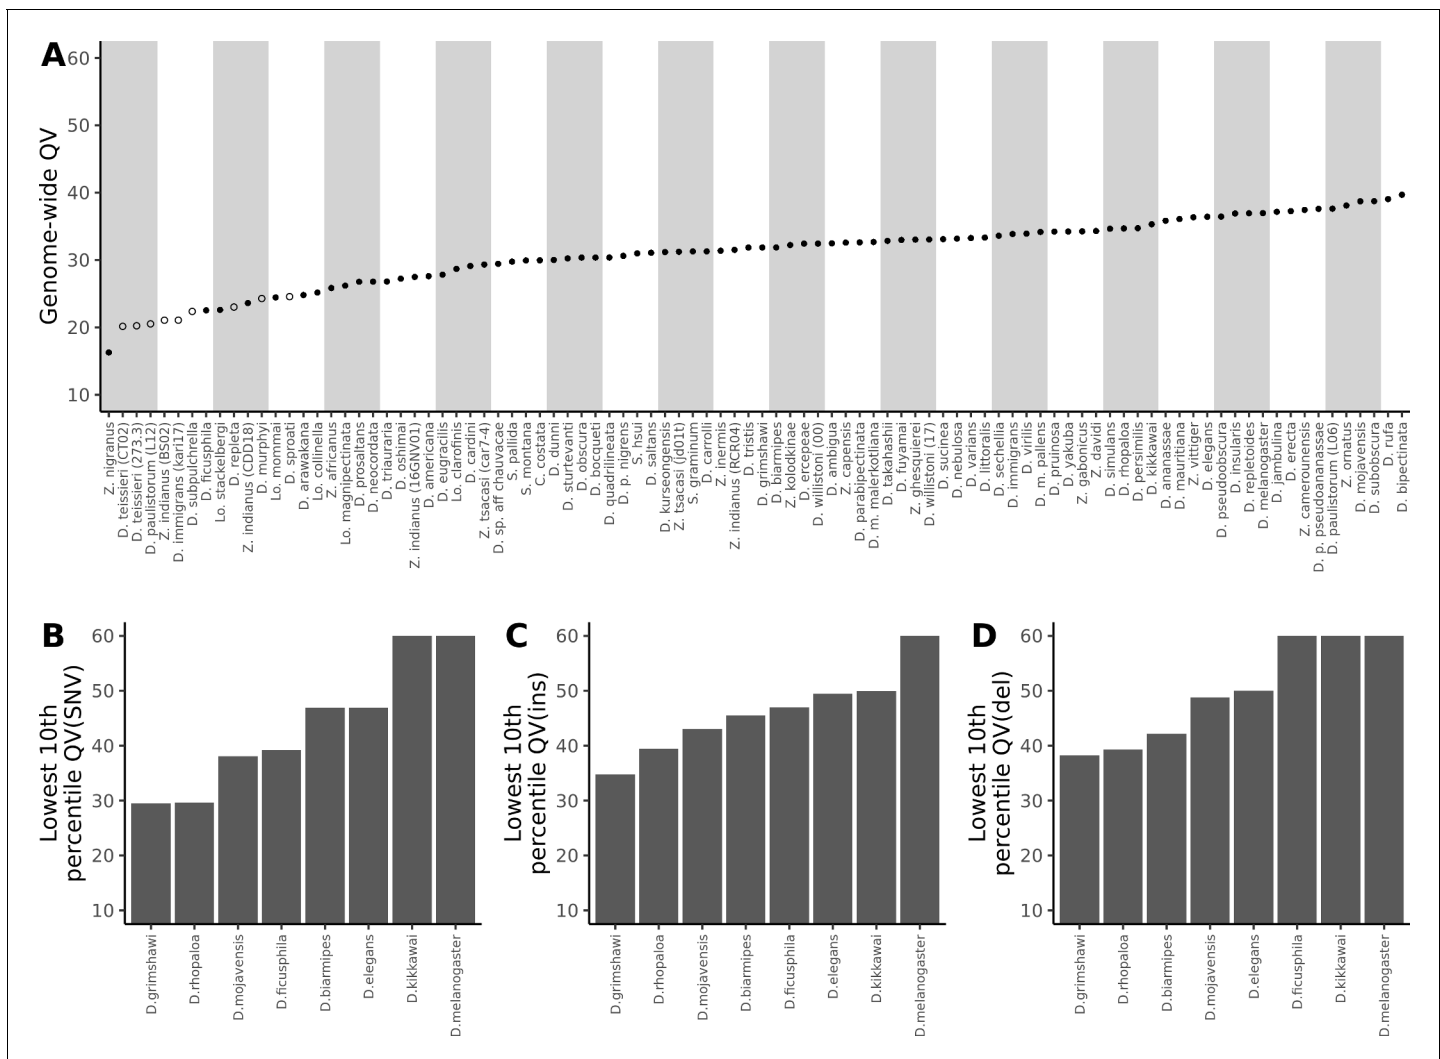 A
Genome-wide QV
60
50
40
30
20
10
Z. nigranus
D. teissieri (CT02)
D. teissieri (273.3)
D. paulistorum (L12)
Z. indianus (BS02)
D. immigrans (kari17)
D. subpulchrella
D. ficusphila
Lo. stackelbergi
D. repleta
Z. indianus (CDD18)
D. murphyi
Lo. mommai
D. sproati
D. arawakana
Lo. collinella
Z. africanus
Lo. magnipectinata
D. prosaltans
D. neocordata
D. triauraria
D. oshimai
Z. indianus (16GNV01)
D. americana
D. eugracilis
Lo. clarofinis
D. cardini
Z. tsacasi (car7-4)
D. sp. aff chauvacae
S. pallida
S. montana
C. costata
D. dunni
D. sturtevanti
D. obscura
D. bocqueti
D. quadrilineata
D. p. nigrens
S. hsui
D. saltans
D. kurseongensis
Z. tsacasi (jd01t)
S. graminum
D. carrolli
Z. inermis
Z. indianus (RCR04)
D. tristis
D. grimshawi
D. biarmipes
Z. kolodkinae
D. ercepeae
D. willistoni (00)
D. ambigua
Z. capensis
D. parabipectinata
D. m. malerkotliana
D. takahashii
D. fuyamai
Z. ghesquierei
D. willistoni (17)
D. sucinea
D. nebulosa
D. varians
D. littoralis
D. sechellia
D. immigrans
D. virilis
D. m. pallens
D. pruinosa
D. yakuba
Z. gabonicus
Z. davidi
D. simulans
D. rhopaloa
D. persimilis
D. kikkawai
D. ananassae
D. mauritiana
Z. vittiger
D. elegans
D. pseudoobscura
D. insularis
D. repletoides
D. melanogaster
D. jambulina
D. erecta
Z. camerounensis
D. p. pseudoananassae
D. paulistorum (L06)
Z. ornatus
D. mojavensis
D. subobscura
D. rufa
D. bipectinata
B
Lowest 10th
percentile QV(SNV)
60
50
40
30
20
10
D.grimshawi
D.rhopaloa
D.mojavensis
D.ficusphila
D.biarmipes
D.elegans
D.kikkawai
D.melanogaster
C
Lowest 10th
percentile QV(ins)
60
50
40
30
20
10
D.grimshawi
D.rhopaloa
D.mojavensis
D.biarmipes
D.ficusphila
D.elegans
D.kikkawai
D.melanogaster
D
Lowest 10th
percentile QV(del)
60
50
40
30
20
10
D.grimshawi
D.rhopaloa
D.biarmipes
D.mojavensis
D.elegans
D.ficusphila
D.kikkawai
D.melanogaster